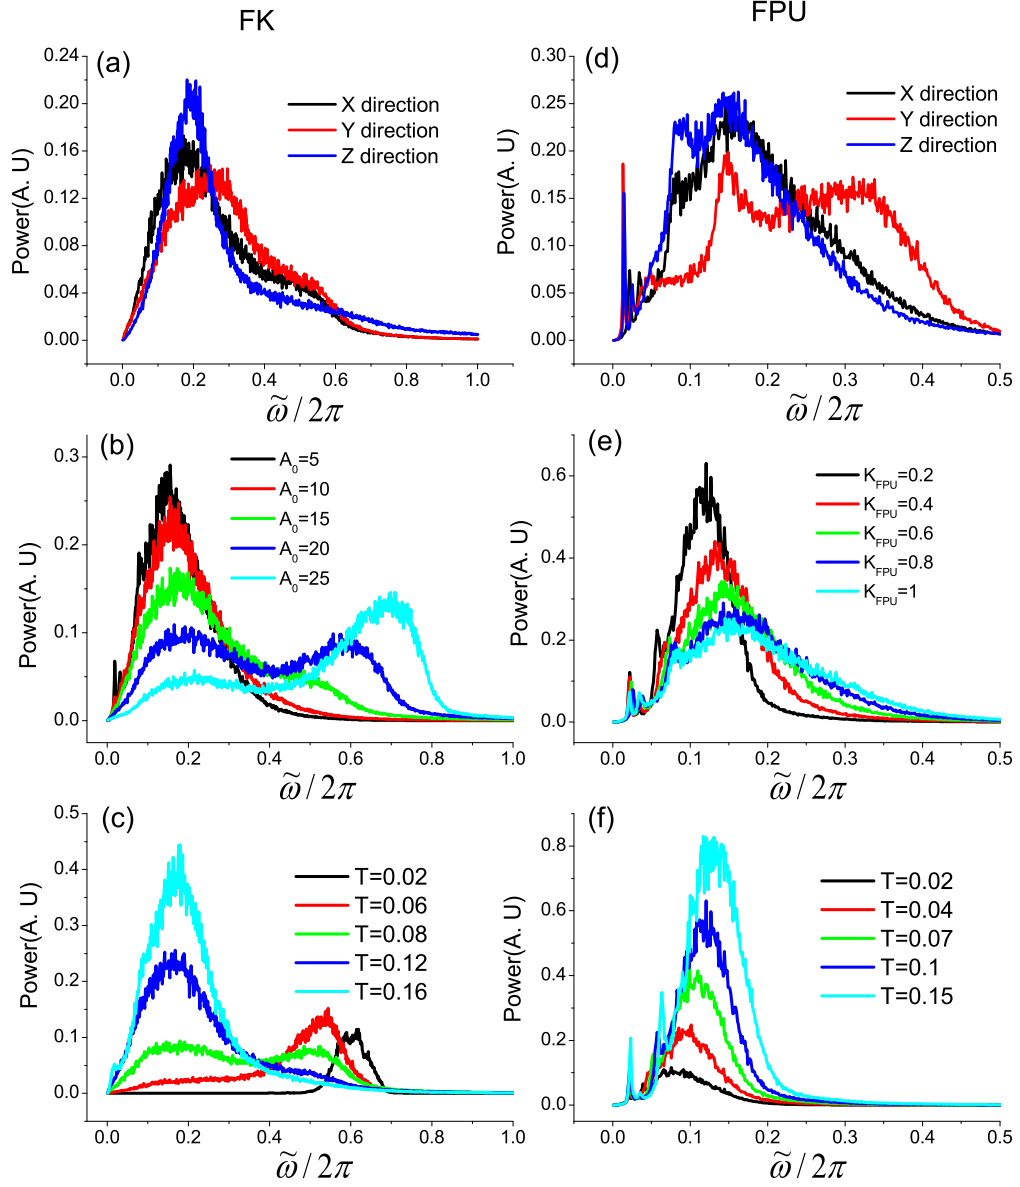 FK
FPU
(a)
0.24
0.20
0.16
0.12
0.08
0.04
0.00
Power(A. U)
X direction
Y direction
Z direction
0.0 0.2 0.4 0.6 0.8 1.0
ω̃ / 2π
(d)
0.30
0.25
0.20
0.15
0.10
0.05
0.00
Power(A. U)
X direction
Y direction
Z direction
0.0 0.1 0.2 0.3 0.4 0.5
ω̃ / 2π
(b)
0.3
0.2
0.1
0.0
Power(A. U)
A₀=5
A₀=10
A₀=15
A₀=20
A₀=25
0.0 0.2 0.4 0.6 0.8 1.0
ω̃ / 2π
(e)
0.6
0.4
0.2
0.0
Power(A. U)
K_FPU=0.2
K_FPU=0.4
K_FPU=0.6
K_FPU=0.8
K_FPU=1
0.0 0.1 0.2 0.3 0.4 0.5
ω̃ / 2π
(c)
0.5
0.4
0.3
0.2
0.1
0.0
Power(A. U)
T=0.02
T=0.06
T=0.08
T=0.12
T=0.16
0.0 0.2 0.4 0.6 0.8 1.0
ω̃ / 2π
(f)
0.8
0.6
0.4
0.2
0.0
Power(A. U)
T=0.02
T=0.04
T=0.07
T=0.1
T=0.15
0.0 0.1 0.2 0.3 0.4 0.5
ω̃ / 2π